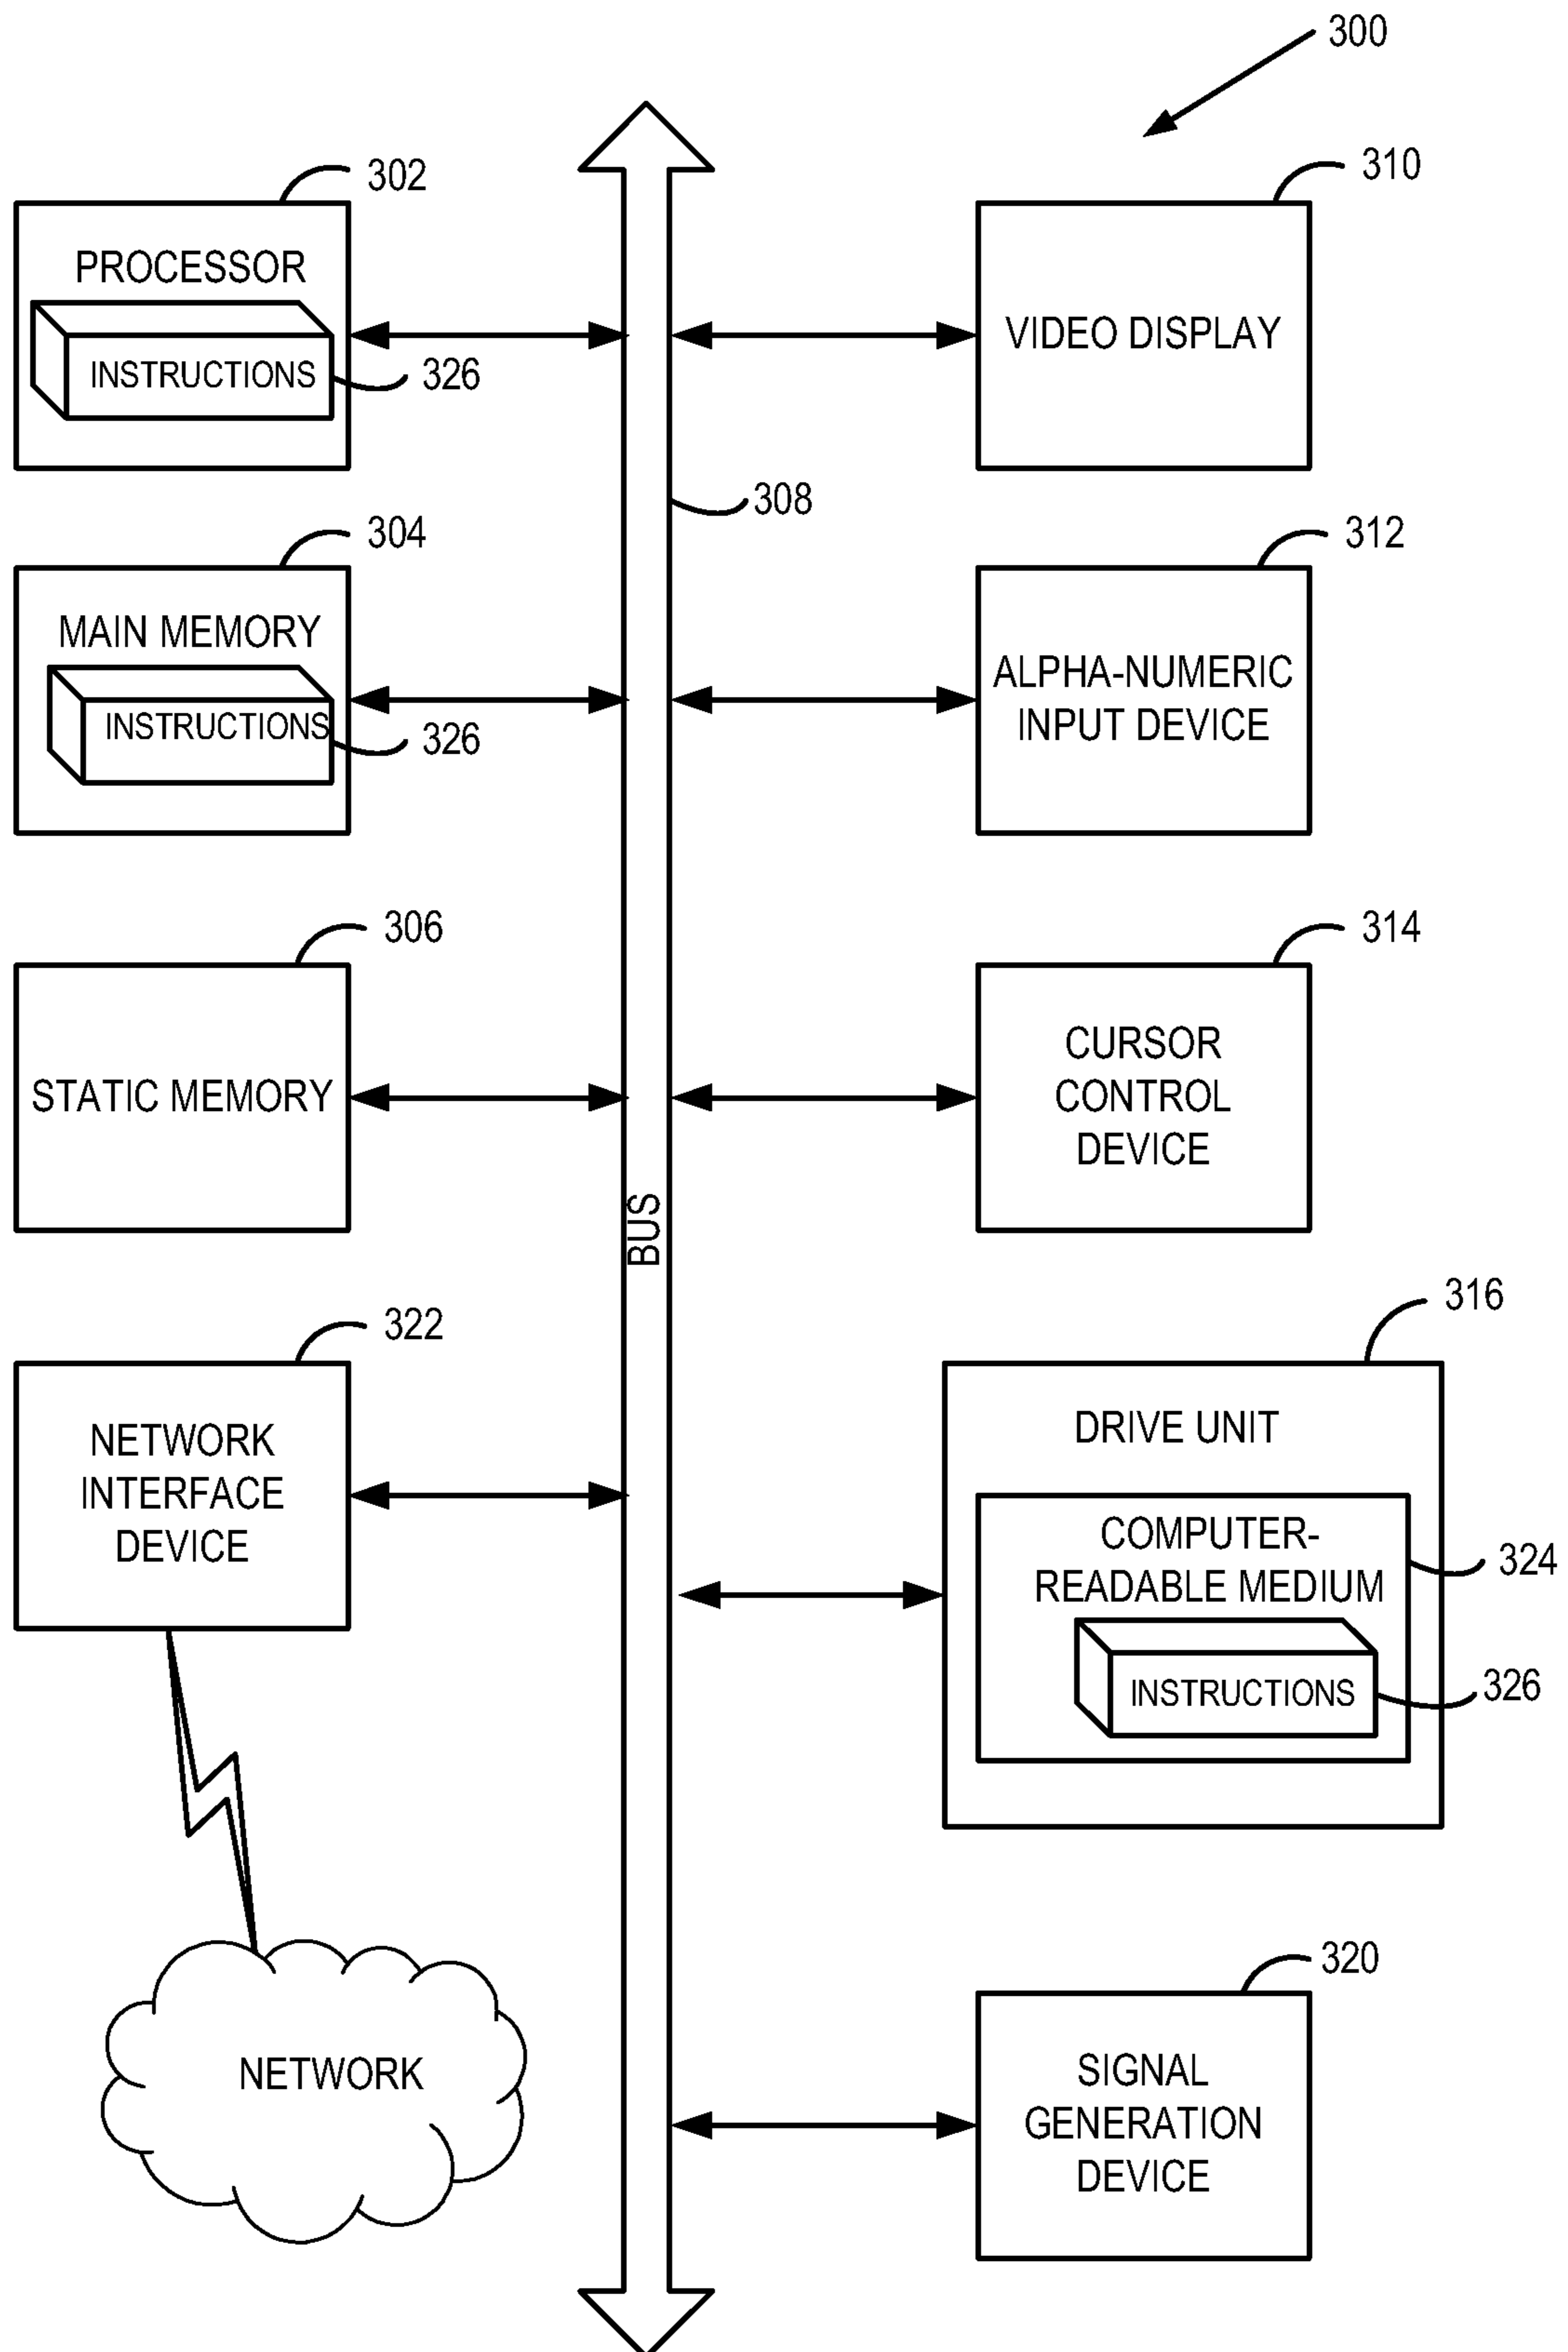 300
302
PROCESSOR
INSTRUCTIONS
326
304
MAIN MEMORY
INSTRUCTIONS
326
306
STATIC MEMORY
322
NETWORK
INTERFACE
DEVICE
NETWORK
308
BUS
310
VIDEO DISPLAY
312
ALPHA-NUMERIC
INPUT DEVICE
314
CURSOR
CONTROL
DEVICE
316
DRIVE UNIT
COMPUTER-
READABLE MEDIUM
324
INSTRUCTIONS
326
320
SIGNAL
GENERATION
DEVICE